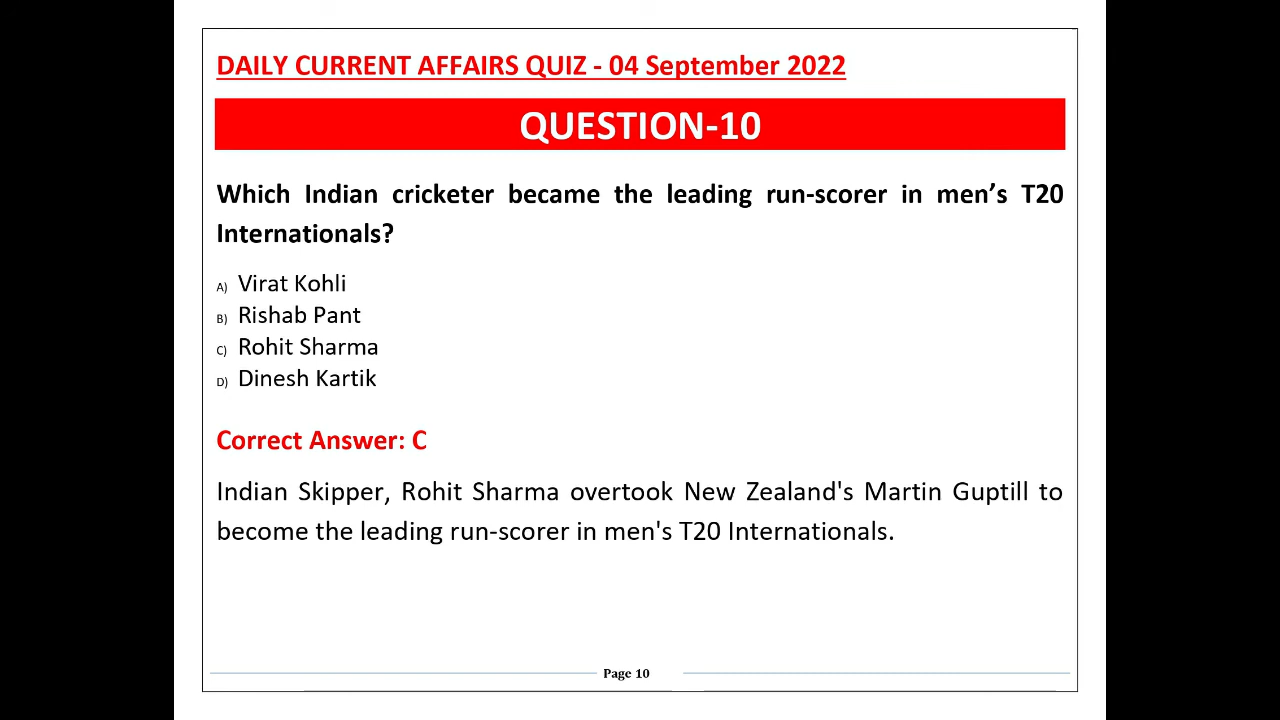 DAILY CURRENT AFFAIRS QUIZ - 04 September 2022
QUESTION-10
Which Indian cricketer became the leading run-scorer in men’s T20
Internationals?
A) Virat Kohli
B) Rishab Pant
C) Rohit Sharma
D) Dinesh Kartik
Correct Answer: C
Indian Skipper, Rohit Sharma overtook New Zealand's Martin Guptill to
become the leading run-scorer in men's T20 Internationals.
Page 10